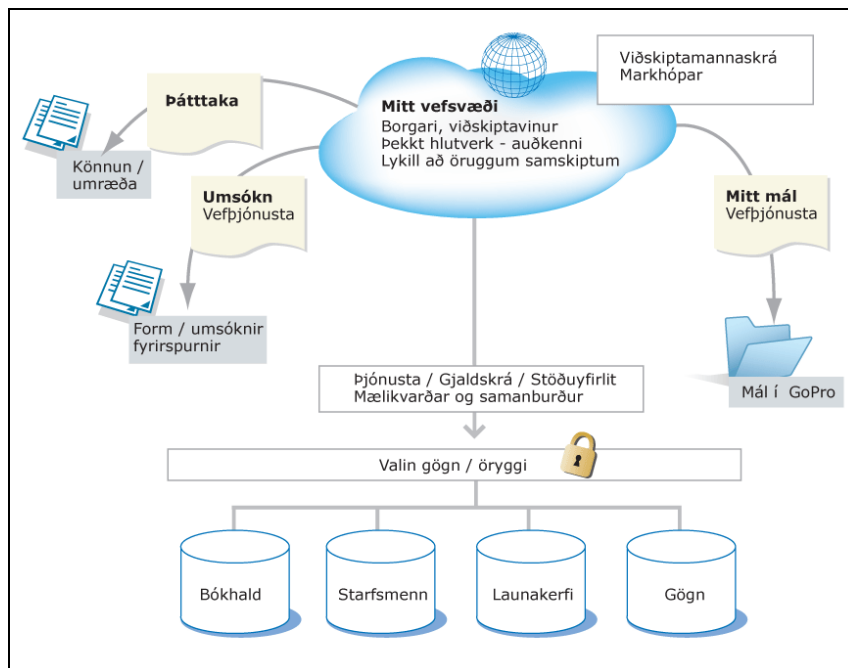 Viðskiptamannaskrá
Markhópar
Þátttaka
Mitt vefsvæði
Borgari, viðskiptavinur
Þekkt hlutverk - auðkenni
Lykill að öruggum samskiptum
Könnun /
umræða
Umsókn
Vefþjónusta
Mitt mál
Vefþjónusta
Form / umsóknir
fyrirspurnir
Mál í GoPro
Þjónusta / Gjaldskrá / Stöðuyfirlit
Mælikvarðar og samanburður
Valin gögn / öryggi
Bókhald
Starfsmenn
Launakerfi
Gögn